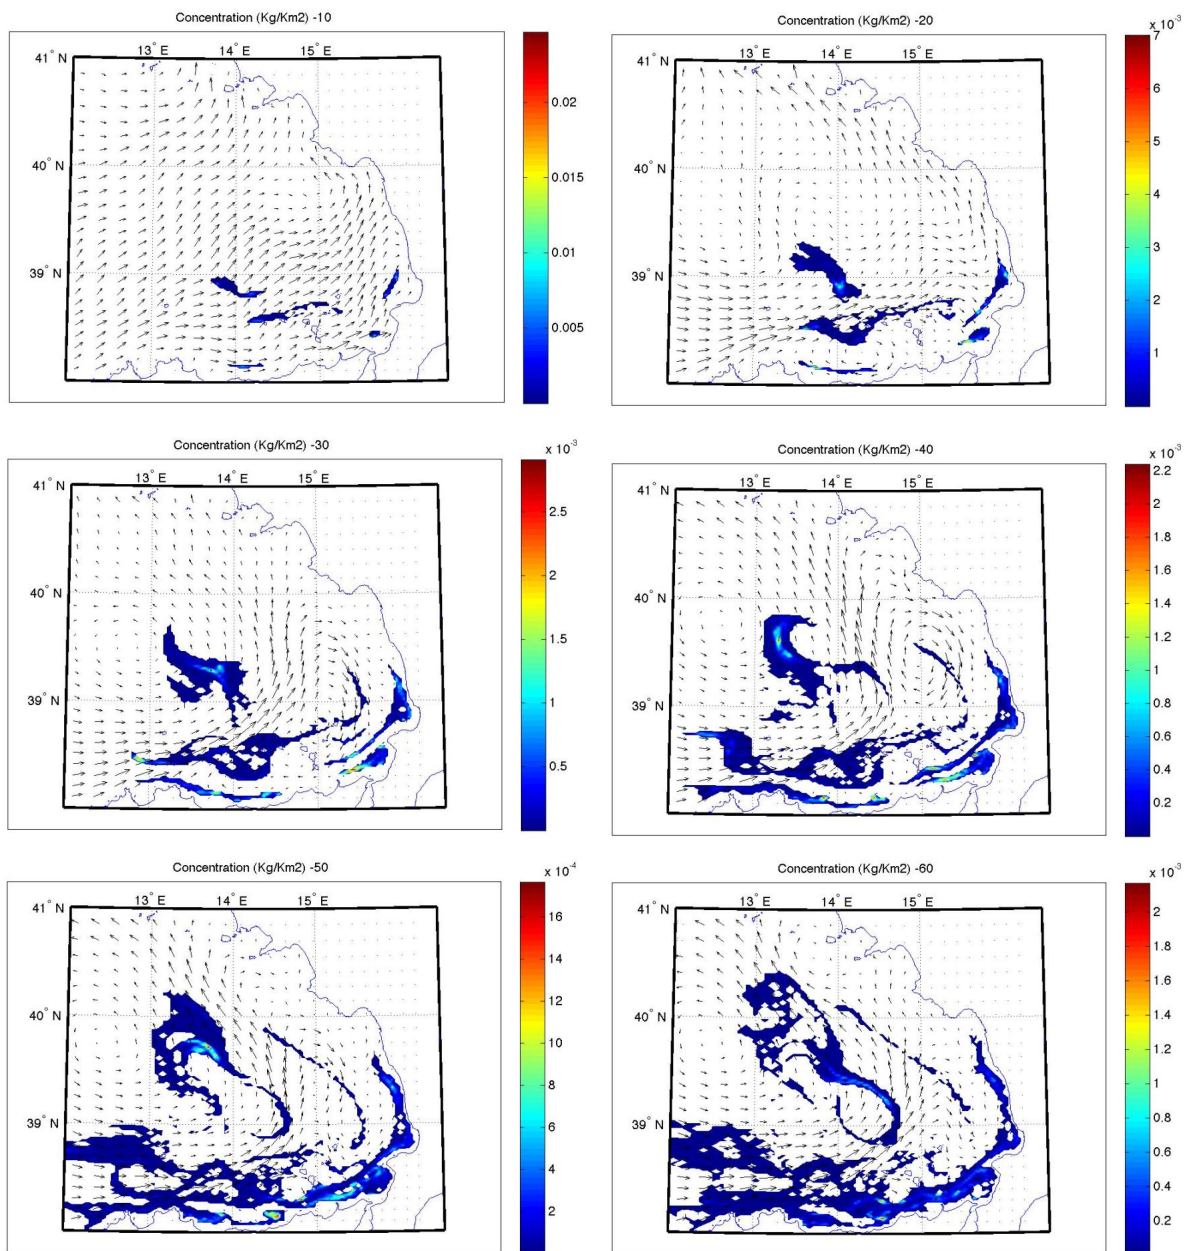 Concentration (Kg/Km2) -10
13° E 14° E 15° E
41° N
40° N
39° N
0.02
0.015
0.01
0.005
Concentration (Kg/Km2) -20
x 10-3
13° E 14° E 15° E
41° N
40° N
39° N
7
6
5
4
3
2
1
Concentration (Kg/Km2) -30
x 10-3
13° E 14° E 15° E
41° N
40° N
39° N
2.5
2
1.5
1
0.5
Concentration (Kg/Km2) -40
x 10-3
13° E 14° E 15° E
41° N
40° N
39° N
2.2
2
1.8
1.6
1.4
1.2
1
0.8
0.6
0.4
0.2
Concentration (Kg/Km2) -50
x 10-4
13° E 14° E 15° E
41° N
40° N
39° N
16
14
12
10
8
6
4
2
Concentration (Kg/Km2) -60
x 10-3
13° E 14° E 15° E
41° N
40° N
39° N
2
1.8
1.6
1.4
1.2
1
0.8
0.6
0.4
0.2